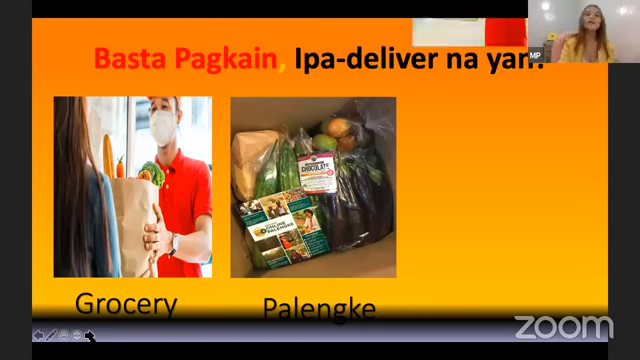 Basta Pagkain, Ipa-deliver na yan!
MP
CHOCOLATE
ONLINE
PALENGKE
Grocery
Palengke
zoom